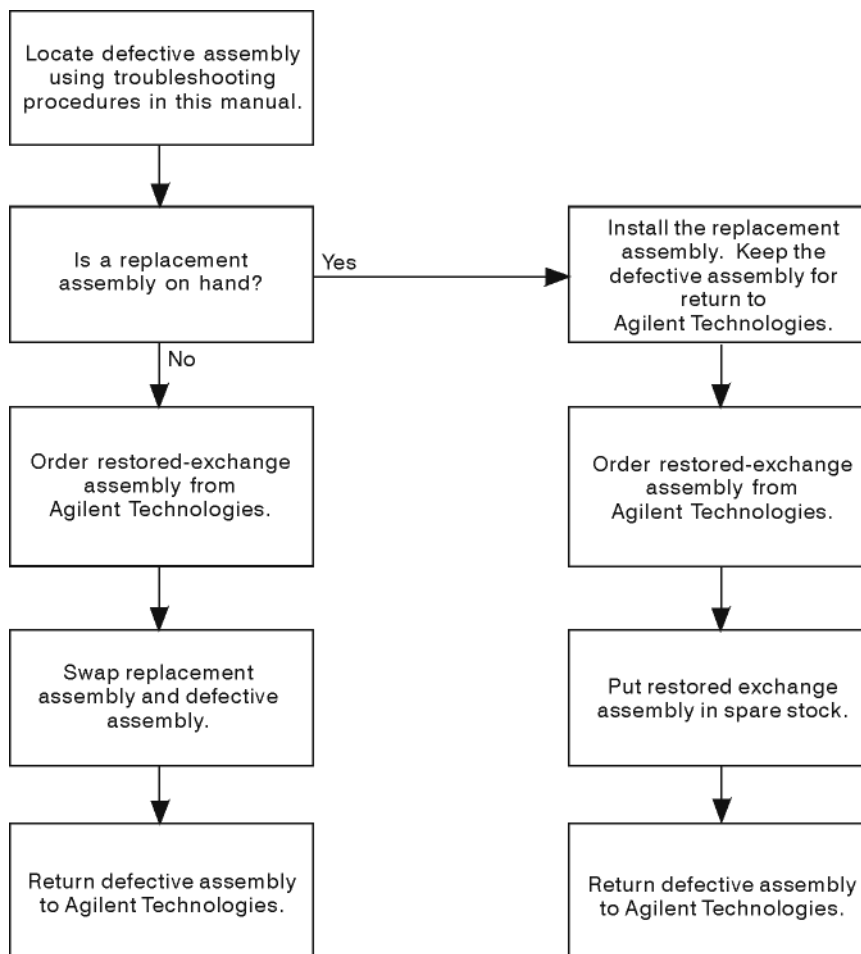 Locate defective assembly
using troubleshooting
procedures in this manual.
Is a replacement
assembly on hand?
Yes
Install the replacement
assembly. Keep the
defective assembly for
return to
Agilent Technologies.
No
Order restored-exchange
assembly from
Agilent Technologies.
Order restored-exchange
assembly from
Agilent Technologies.
Swap replacement
assembly and defective
assembly.
Put restored exchange
assembly in spare stock.
Return defective assembly
to Agilent Technologies.
Return defective assembly
to Agilent Technologies.